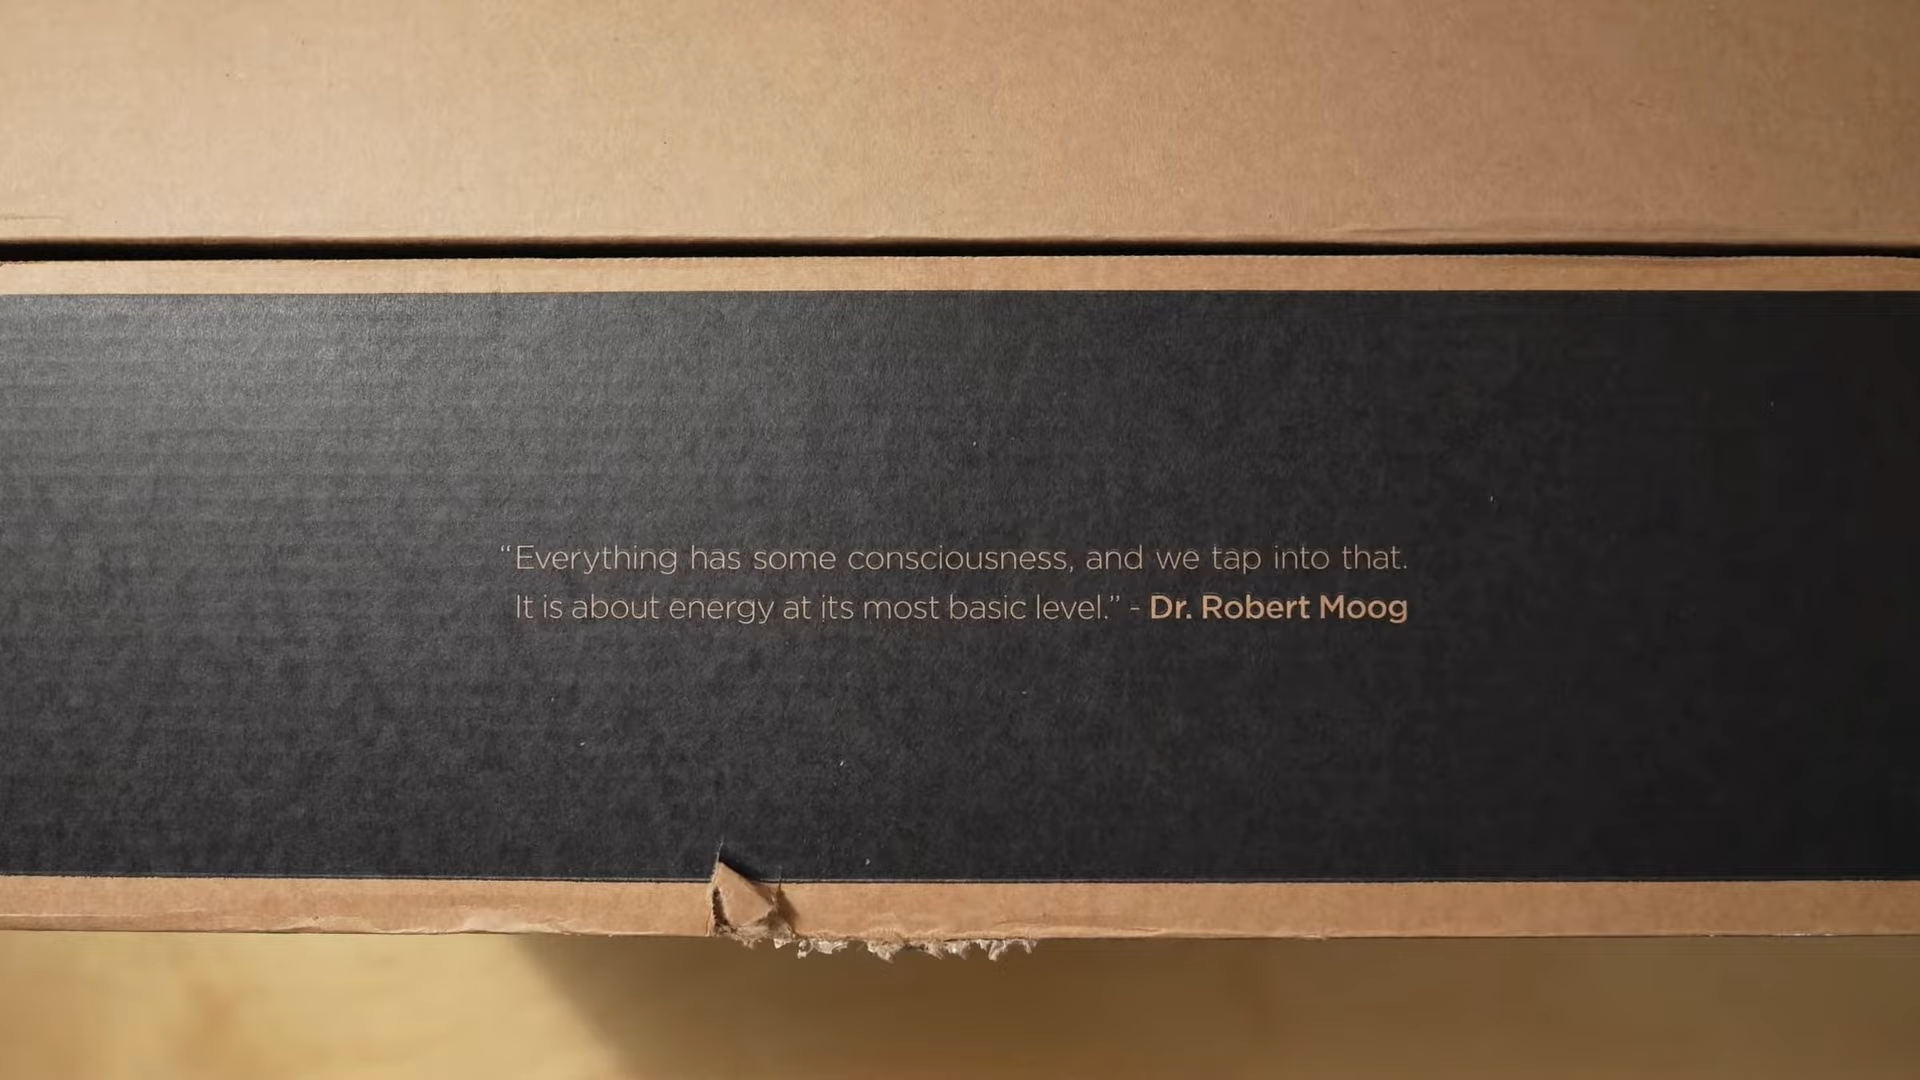 “Everything has some consciousness, and we tap into that.
It is about energy at its most basic level.” - Dr. Robert Moog